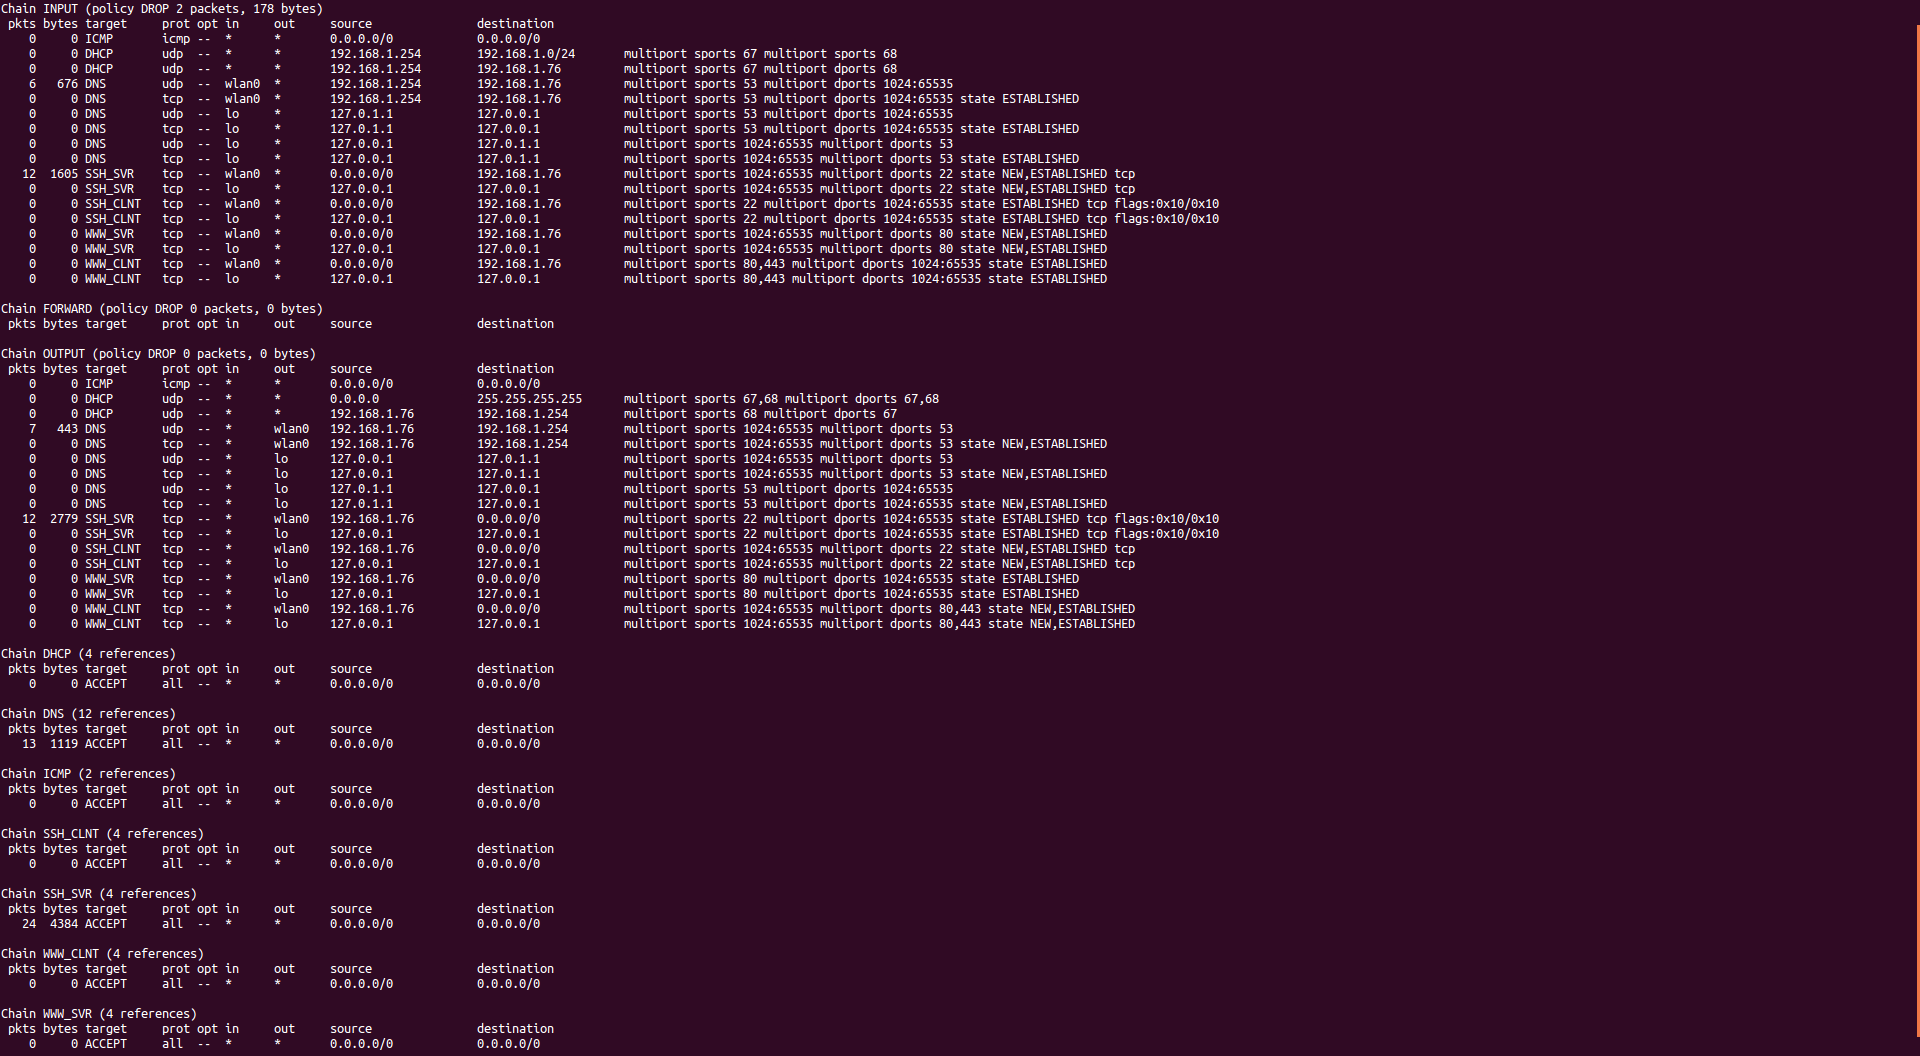 Chain INPUT (policy DROP 2 packets, 178 bytes)
 pkts bytes target     prot opt in     out     source               destination
    0     0 ICMP       icmp --  *      *       0.0.0.0/0            0.0.0.0/0
    0     0 DHCP       udp  --  *      *       192.168.1.254        192.168.1.0/24       multiport sports 67 multiport sports 68
    0     0 DHCP       udp  --  *      *       192.168.1.254        192.168.1.76         multiport sports 67 multiport dports 68
    6   676 DNS        udp  --  wlan0  *       192.168.1.254        192.168.1.76         multiport sports 53 multiport dports 1024:65535
    0     0 DNS        tcp  --  wlan0  *       192.168.1.254        192.168.1.76         multiport sports 53 multiport dports 1024:65535 state ESTABLISHED
    0     0 DNS        udp  --  lo     *       127.0.1.1            127.0.0.1            multiport sports 53 multiport dports 1024:65535
    0     0 DNS        tcp  --  lo     *       127.0.1.1            127.0.0.1            multiport sports 53 multiport dports 1024:65535 state ESTABLISHED
    0     0 DNS        udp  --  lo     *       127.0.0.1            127.0.1.1            multiport sports 1024:65535 multiport dports 53
    0     0 DNS        tcp  --  lo     *       127.0.0.1            127.0.1.1            multiport sports 1024:65535 multiport dports 53 state ESTABLISHED
   12  1605 SSH_SVR    tcp  --  wlan0  *       0.0.0.0/0            192.168.1.76         multiport sports 1024:65535 multiport dports 22 state NEW,ESTABLISHED tcp
    0     0 SSH_SVR    tcp  --  lo     *       127.0.0.1            127.0.0.1            multiport sports 1024:65535 multiport dports 22 state NEW,ESTABLISHED tcp
    0     0 SSH_CLNT   tcp  --  wlan0  *       0.0.0.0/0            192.168.1.76         multiport sports 22 multiport dports 1024:65535 state ESTABLISHED tcp flags:0x10/0x10
    0     0 SSH_CLNT   tcp  --  lo     *       127.0.0.1            127.0.0.1            multiport sports 22 multiport dports 1024:65535 state ESTABLISHED tcp flags:0x10/0x10
    0     0 WWW_SVR    tcp  --  wlan0  *       0.0.0.0/0            192.168.1.76         multiport sports 1024:65535 multiport dports 80 state NEW,ESTABLISHED
    0     0 WWW_SVR    tcp  --  lo     *       127.0.0.1            127.0.0.1            multiport sports 1024:65535 multiport dports 80 state NEW,ESTABLISHED
    0     0 WWW_CLNT   tcp  --  wlan0  *       0.0.0.0/0            192.168.1.76         multiport sports 80,443 multiport dports 1024:65535 state ESTABLISHED
    0     0 WWW_CLNT   tcp  --  lo     *       127.0.0.1            127.0.0.1            multiport sports 80,443 multiport dports 1024:65535 state ESTABLISHED

Chain FORWARD (policy DROP 0 packets, 0 bytes)
 pkts bytes target     prot opt in     out     source               destination

Chain OUTPUT (policy DROP 0 packets, 0 bytes)
 pkts bytes target     prot opt in     out     source               destination
    0     0 ICMP       icmp --  *      *       0.0.0.0/0            0.0.0.0/0
    0     0 DHCP       udp  --  *      *       0.0.0.0              255.255.255.255      multiport sports 67,68 multiport dports 67,68
    0     0 DHCP       udp  --  *      *       192.168.1.76         192.168.1.254        multiport sports 68 multiport dports 67
    7   443 DNS        udp  --  *      wlan0   192.168.1.76         192.168.1.254        multiport sports 1024:65535 multiport dports 53
    0     0 DNS        tcp  --  *      wlan0   192.168.1.76         192.168.1.254        multiport sports 1024:65535 multiport dports 53 state NEW,ESTABLISHED
    0     0 DNS        udp  --  *      lo      127.0.0.1            127.0.1.1            multiport sports 1024:65535 multiport dports 53
    0     0 DNS        tcp  --  *      lo      127.0.0.1            127.0.1.1            multiport sports 1024:65535 multiport dports 53 state NEW,ESTABLISHED
    0     0 DNS        udp  --  *      lo      127.0.1.1            127.0.0.1            multiport sports 53 multiport dports 1024:65535
    0     0 DNS        tcp  --  *      lo      127.0.1.1            127.0.0.1            multiport sports 53 multiport dports 1024:65535 state NEW,ESTABLISHED
   12  2779 SSH_SVR    tcp  --  *      wlan0   192.168.1.76         0.0.0.0/0            multiport sports 22 multiport dports 1024:65535 state ESTABLISHED tcp flags:0x10/0x10
    0     0 SSH_SVR    tcp  --  *      lo      127.0.0.1            127.0.0.1            multiport sports 22 multiport dports 1024:65535 state ESTABLISHED tcp flags:0x10/0x10
    0     0 SSH_CLNT   tcp  --  *      wlan0   192.168.1.76         0.0.0.0/0            multiport sports 1024:65535 multiport dports 22 state NEW,ESTABLISHED tcp
    0     0 SSH_CLNT   tcp  --  *      lo      127.0.0.1            127.0.0.1            multiport sports 1024:65535 multiport dports 22 state NEW,ESTABLISHED tcp
    0     0 WWW_SVR    tcp  --  *      wlan0   192.168.1.76         0.0.0.0/0            multiport sports 80 multiport dports 1024:65535 state ESTABLISHED
    0     0 WWW_SVR    tcp  --  *      lo      127.0.0.1            127.0.0.1            multiport sports 80 multiport dports 1024:65535 state ESTABLISHED
    0     0 WWW_CLNT   tcp  --  *      wlan0   192.168.1.76         0.0.0.0/0            multiport sports 1024:65535 multiport dports 80,443 state NEW,ESTABLISHED
    0     0 WWW_CLNT   tcp  --  *      lo      127.0.0.1            127.0.0.1            multiport sports 1024:65535 multiport dports 80,443 state NEW,ESTABLISHED

Chain DHCP (4 references)
 pkts bytes target     prot opt in     out     source               destination
    0     0 ACCEPT     all  --  *      *       0.0.0.0/0            0.0.0.0/0

Chain DNS (12 references)
 pkts bytes target     prot opt in     out     source               destination
   13  1119 ACCEPT     all  --  *      *       0.0.0.0/0            0.0.0.0/0

Chain ICMP (2 references)
 pkts bytes target     prot opt in     out     source               destination
    0     0 ACCEPT     all  --  *      *       0.0.0.0/0            0.0.0.0/0

Chain SSH_CLNT (4 references)
 pkts bytes target     prot opt in     out     source               destination
    0     0 ACCEPT     all  --  *      *       0.0.0.0/0            0.0.0.0/0

Chain SSH_SVR (4 references)
 pkts bytes target     prot opt in     out     source               destination
   24  4384 ACCEPT     all  --  *      *       0.0.0.0/0            0.0.0.0/0

Chain WWW_CLNT (4 references)
 pkts bytes target     prot opt in     out     source               destination
    0     0 ACCEPT     all  --  *      *       0.0.0.0/0            0.0.0.0/0

Chain WWW_SVR (4 references)
 pkts bytes target     prot opt in     out     source               destination
    0     0 ACCEPT     all  --  *      *       0.0.0.0/0            0.0.0.0/0